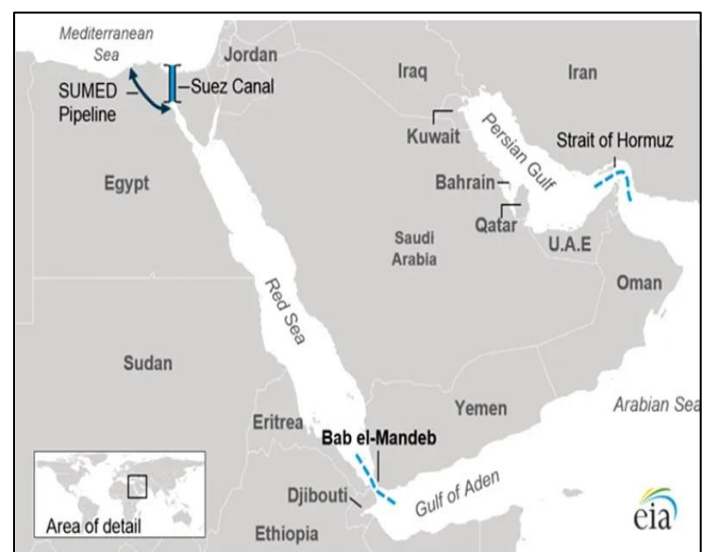 Mediterranean
Sea
Jordan
SUMED
Pipeline
Suez Canal
Iraq
Iran
Kuwait
Persian Gulf
Strait of Hormuz
Egypt
Bahrain
Qatar
Saudi
Arabia
U.A.E
Oman
Red Sea
Sudan
Eritrea
Yemen
Arabian Sea
Bab el-Mandeb
Djibouti
Gulf of Aden
Ethiopia
Area of detail
eia